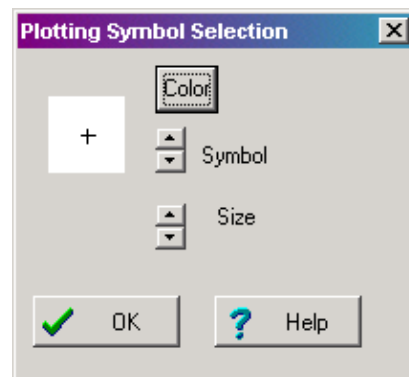 Plotting Symbol Selection
Color
Symbol
Size
OK
Help